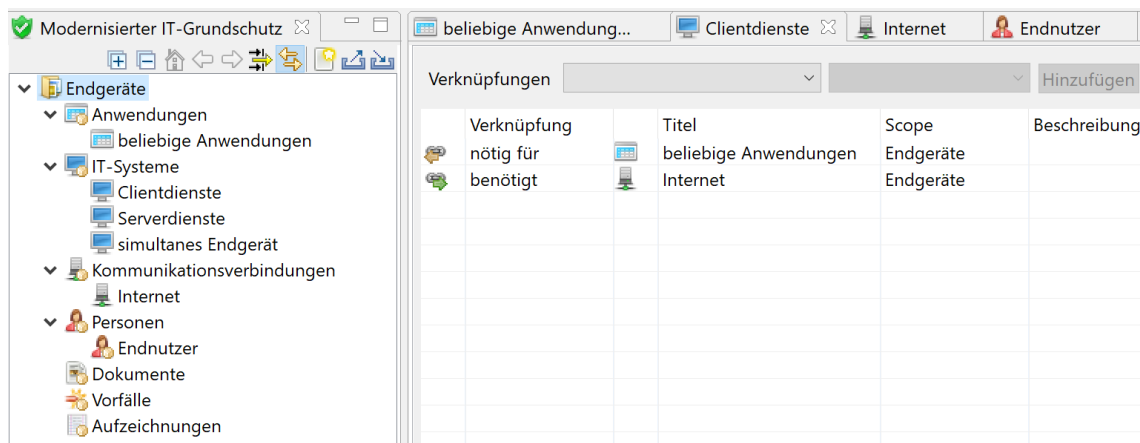 Modernisierter IT-Grundschutz
Endgeräte
Anwendungen
beliebige Anwendungen
IT-Systeme
Clientdienste
Serverdienste
simultanes Endgerät
Kommunikationsverbindungen
Internet
Personen
Endnutzer
Dokumente
Vorfälle
Aufzeichnungen
beliebige Anwendung... Clientdienste Internet Endnutzer
Verknüpfungen Hinzufügen
Verknüpfung Titel Scope Beschreibung
nötig für beliebige Anwendungen Endgeräte
benötigt Internet Endgeräte